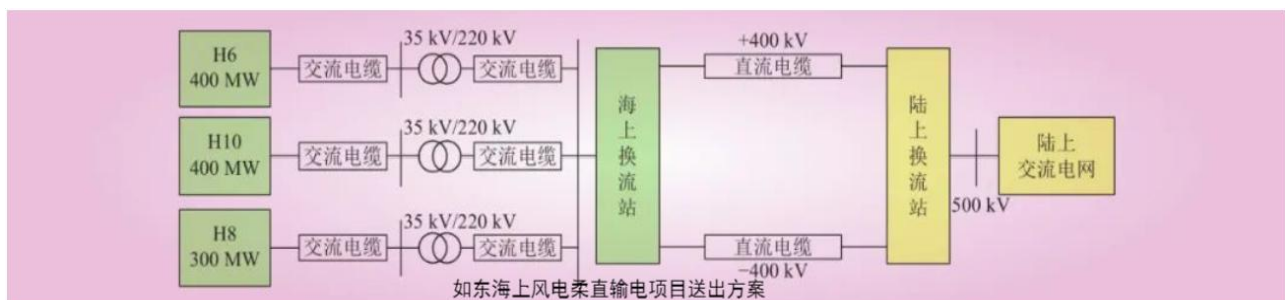 H6
400 MW
交流电缆
35 kV/220 kV
交流电缆
H10
400 MW
交流电缆
35 kV/220 kV
交流电缆
H8
300 MW
交流电缆
35 kV/220 kV
交流电缆
海上换流站
+400 kV
直流电缆
直流电缆
−400 kV
陆上换流站
500 kV
陆上
交流电网
如东海上风电柔直输电项目送出方案